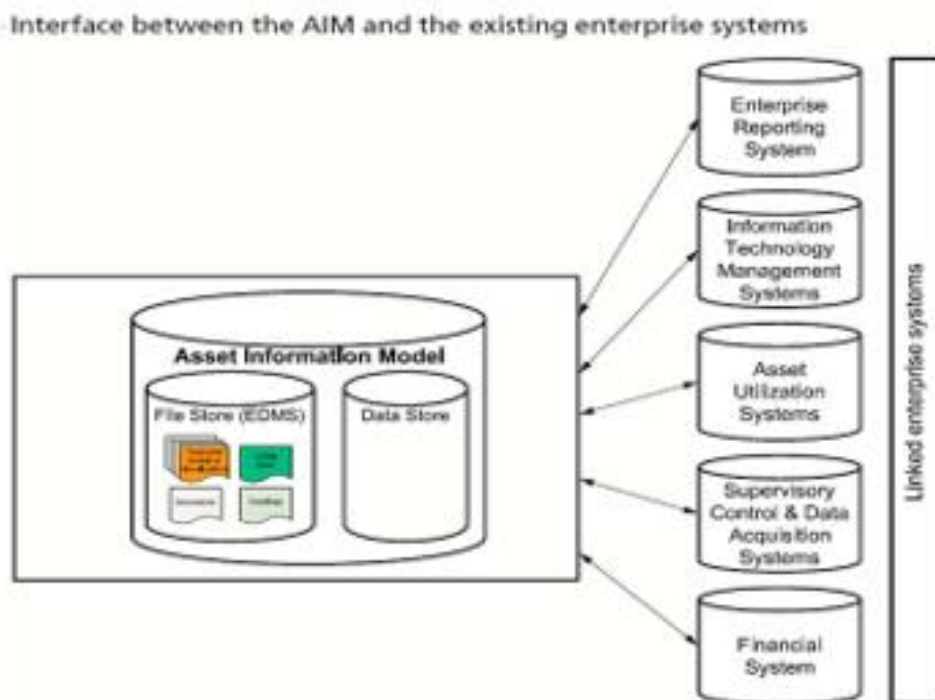 Interface between the AIM and the existing enterprise systems
Enterprise
Reporting
System
Information
Technology
Management
Systems
Asset Information Model
File Store (EDMS)
Data Store
Asset
Utilization
Systems
Supervisory
Control & Data
Acquisition
Systems
Financial
System
Linked enterprise systems